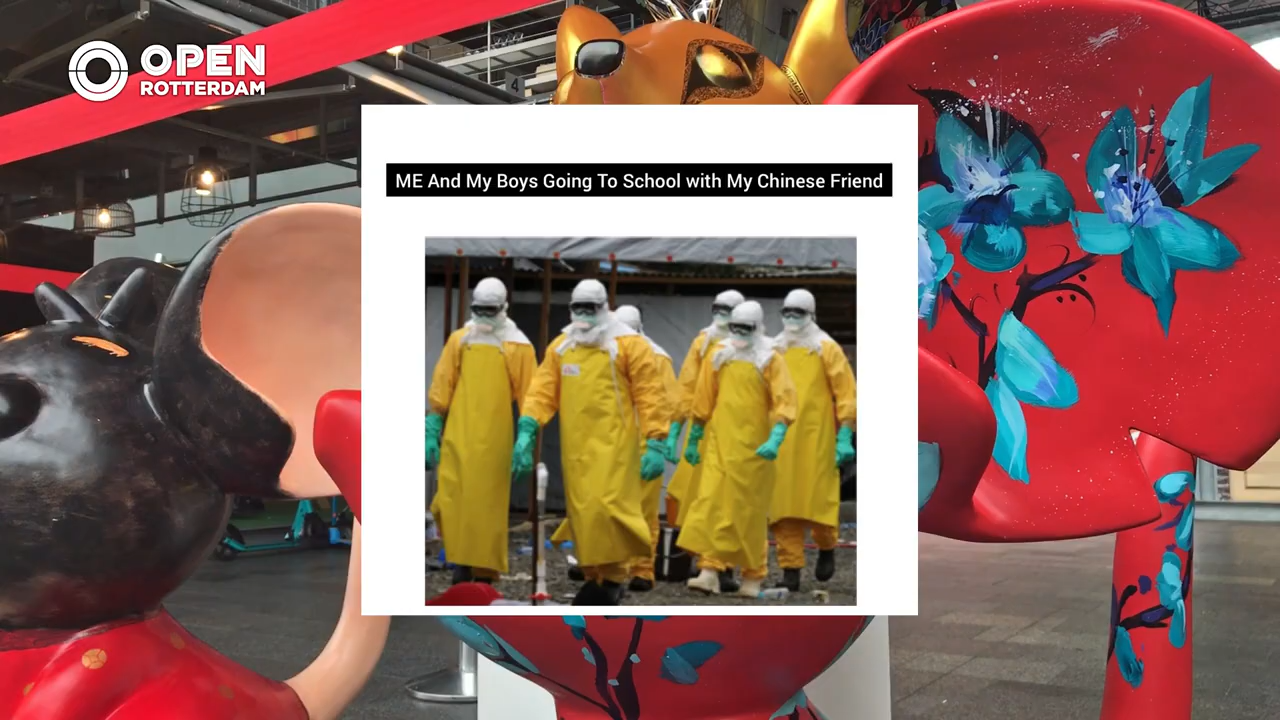 OPEN
ROTTERDAM
4
ME And My Boys Going To School with My Chinese Friend